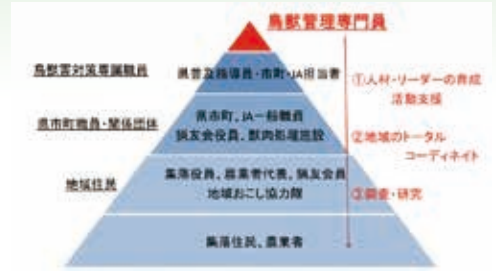 鳥獣管理専門員
鳥獣害対策専属職員
県普及指導員・市町・JA担当者
①人材・リーダーの育成
活動支援
県市町職員・関係団体
県市町、JA一般職員
猟友会役員、獣肉処理施設
②地域のトータル
コーディネイト
地域住民
集落役員、農業者代表、猟友会員
地域おこし協力隊
③調査・研究
集落住民、農業者